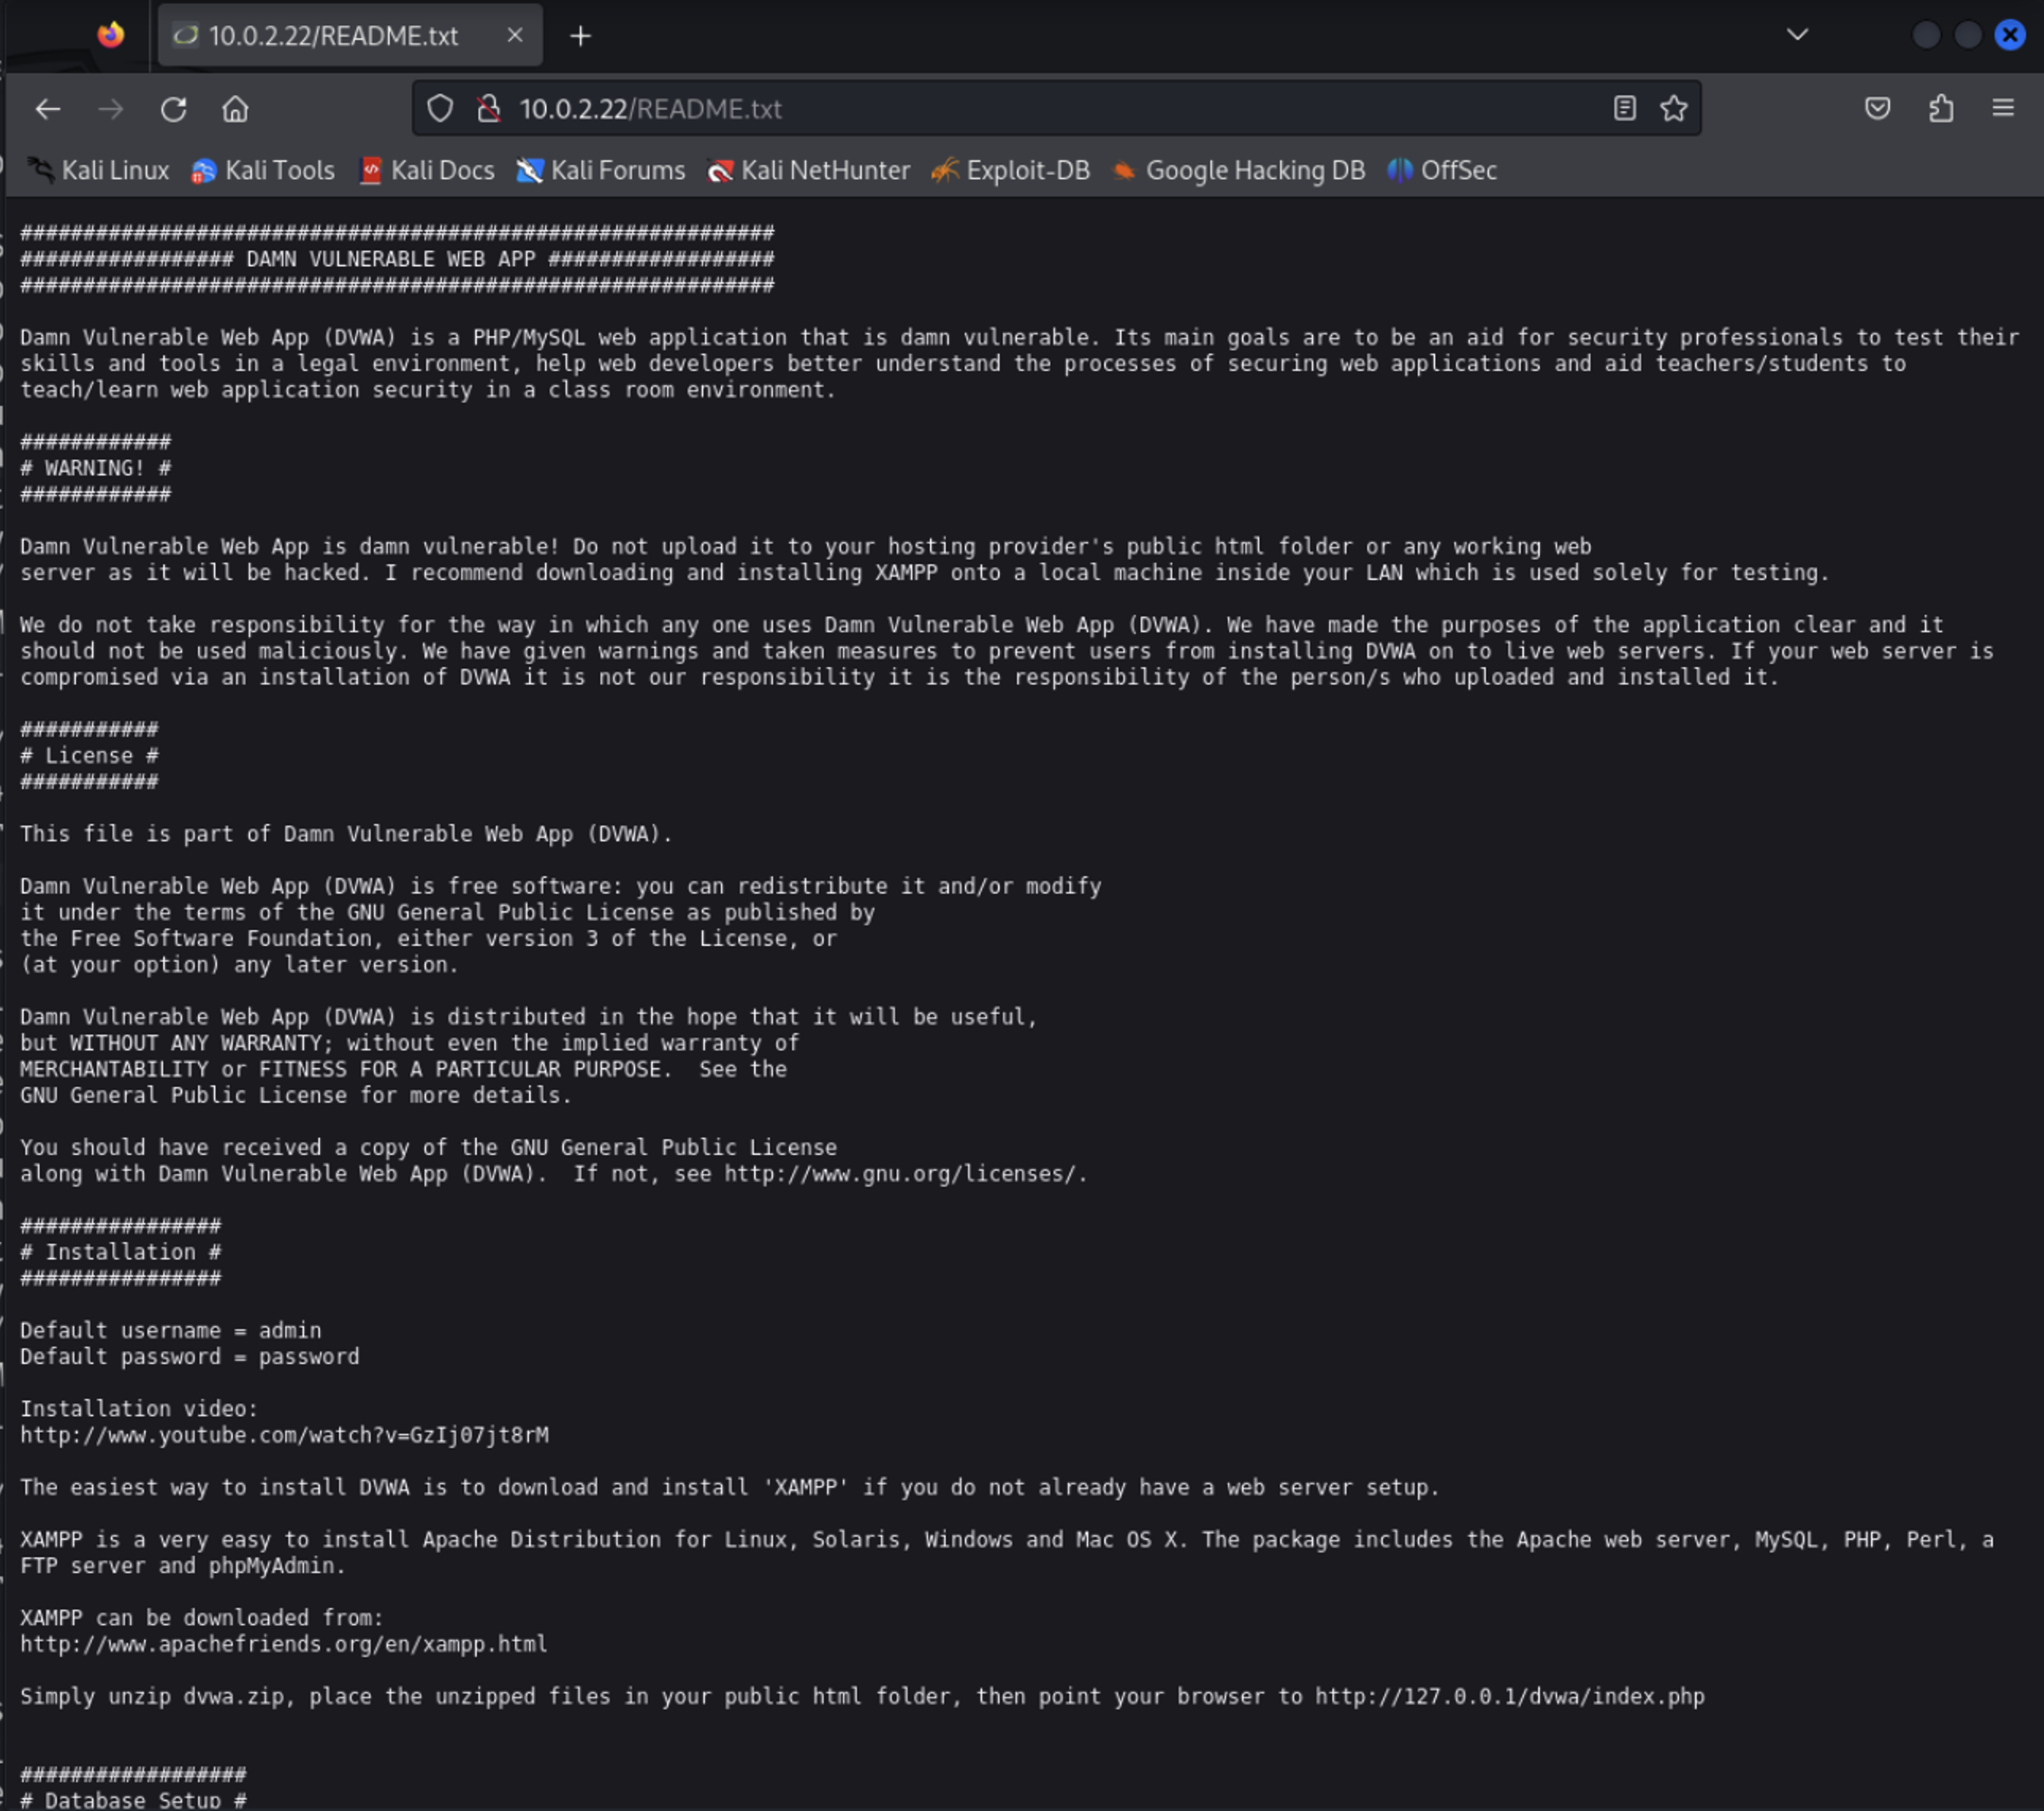 10.0.2.22/README.txt
10.0.2.22/README.txt
Kali Linux Kali Tools Kali Docs Kali Forums Kali NetHunter Exploit-DB Google Hacking DB OffSec
############################################################
################# DAMN VULNERABLE WEB APP ##################
############################################################
Damn Vulnerable Web App (DVWA) is a PHP/MySQL web application that is damn vulnerable. Its main goals are to be an aid for security professionals to test their
skills and tools in a legal environment, help web developers better understand the processes of securing web applications and aid teachers/students to
teach/learn web application security in a class room environment.
############
# WARNING! #
############
Damn Vulnerable Web App is damn vulnerable! Do not upload it to your hosting provider's public html folder or any working web
server as it will be hacked. I recommend downloading and installing XAMPP onto a local machine inside your LAN which is used solely for testing.
We do not take responsibility for the way in which any one uses Damn Vulnerable Web App (DVWA). We have made the purposes of the application clear and it
should not be used maliciously. We have given warnings and taken measures to prevent users from installing DVWA on to live web servers. If your web server is
compromised via an installation of DVWA it is not our responsibility it is the responsibility of the person/s who uploaded and installed it.
###########
# License #
###########
This file is part of Damn Vulnerable Web App (DVWA).
Damn Vulnerable Web App (DVWA) is free software: you can redistribute it and/or modify
it under the terms of the GNU General Public License as published by
the Free Software Foundation, either version 3 of the License, or
(at your option) any later version.
Damn Vulnerable Web App (DVWA) is distributed in the hope that it will be useful,
but WITHOUT ANY WARRANTY; without even the implied warranty of
MERCHANTABILITY or FITNESS FOR A PARTICULAR PURPOSE.  See the
GNU General Public License for more details.
You should have received a copy of the GNU General Public License
along with Damn Vulnerable Web App (DVWA).  If not, see http://www.gnu.org/licenses/.
################
# Installation #
################
Default username = admin
Default password = password
Installation video:
http://www.youtube.com/watch?v=GzIj07jt8rM
The easiest way to install DVWA is to download and install 'XAMPP' if you do not already have a web server setup.
XAMPP is a very easy to install Apache Distribution for Linux, Solaris, Windows and Mac OS X. The package includes the Apache web server, MySQL, PHP, Perl, a
FTP server and phpMyAdmin.
XAMPP can be downloaded from:
http://www.apachefriends.org/en/xampp.html
Simply unzip dvwa.zip, place the unzipped files in your public html folder, then point your browser to http://127.0.0.1/dvwa/index.php
##################
# Database Setup #